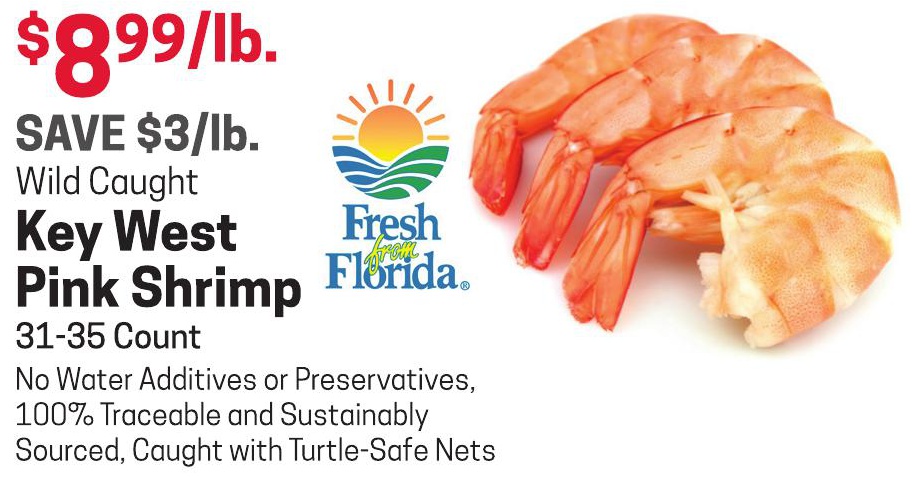 $8 99/lb.
SAVE $3/lb.
Wild Caught
Key West
Pink Shrimp
31-35 Count
No Water Additives or Preservatives,
100% Traceable and Sustainably
Sourced, Caught with Turtle-Safe Nets
Fresh
from
Florida®